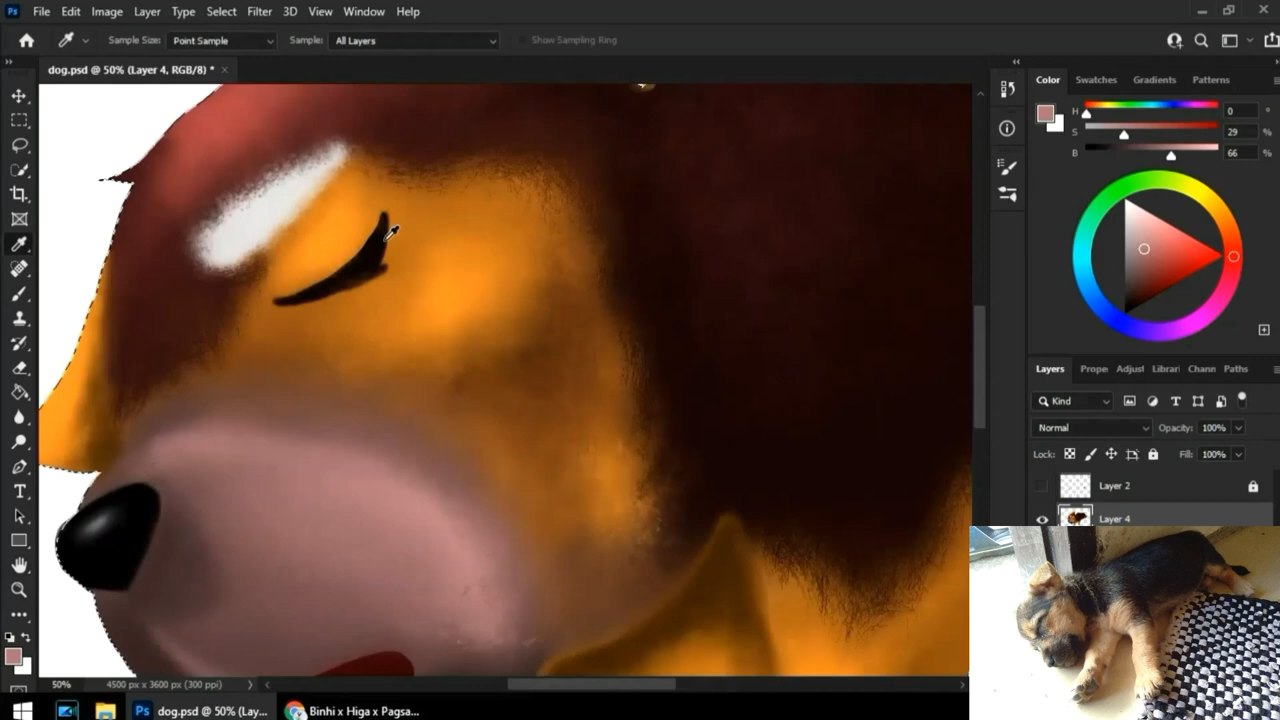 Ps File Edit Image Layer Type Select Filter 3D View Window Help
Sample Size: Point Sample Sample: All Layers Show Sampling Ring
dog.psd @ 50% (Layer 4, RGB/8) *
Color Swatches Gradients Patterns
H 0 °
S 29 %
B 66 %
Layers Prope Adjust Librar Chann Paths
Kind
Normal Opacity: 100%
Lock: Fill: 100%
Layer 2
Layer 4
50% 4500 px x 3600 px (300 ppi)
Ps dog.psd @ 50% (Lay... Binhi x Higa x Pagsa...